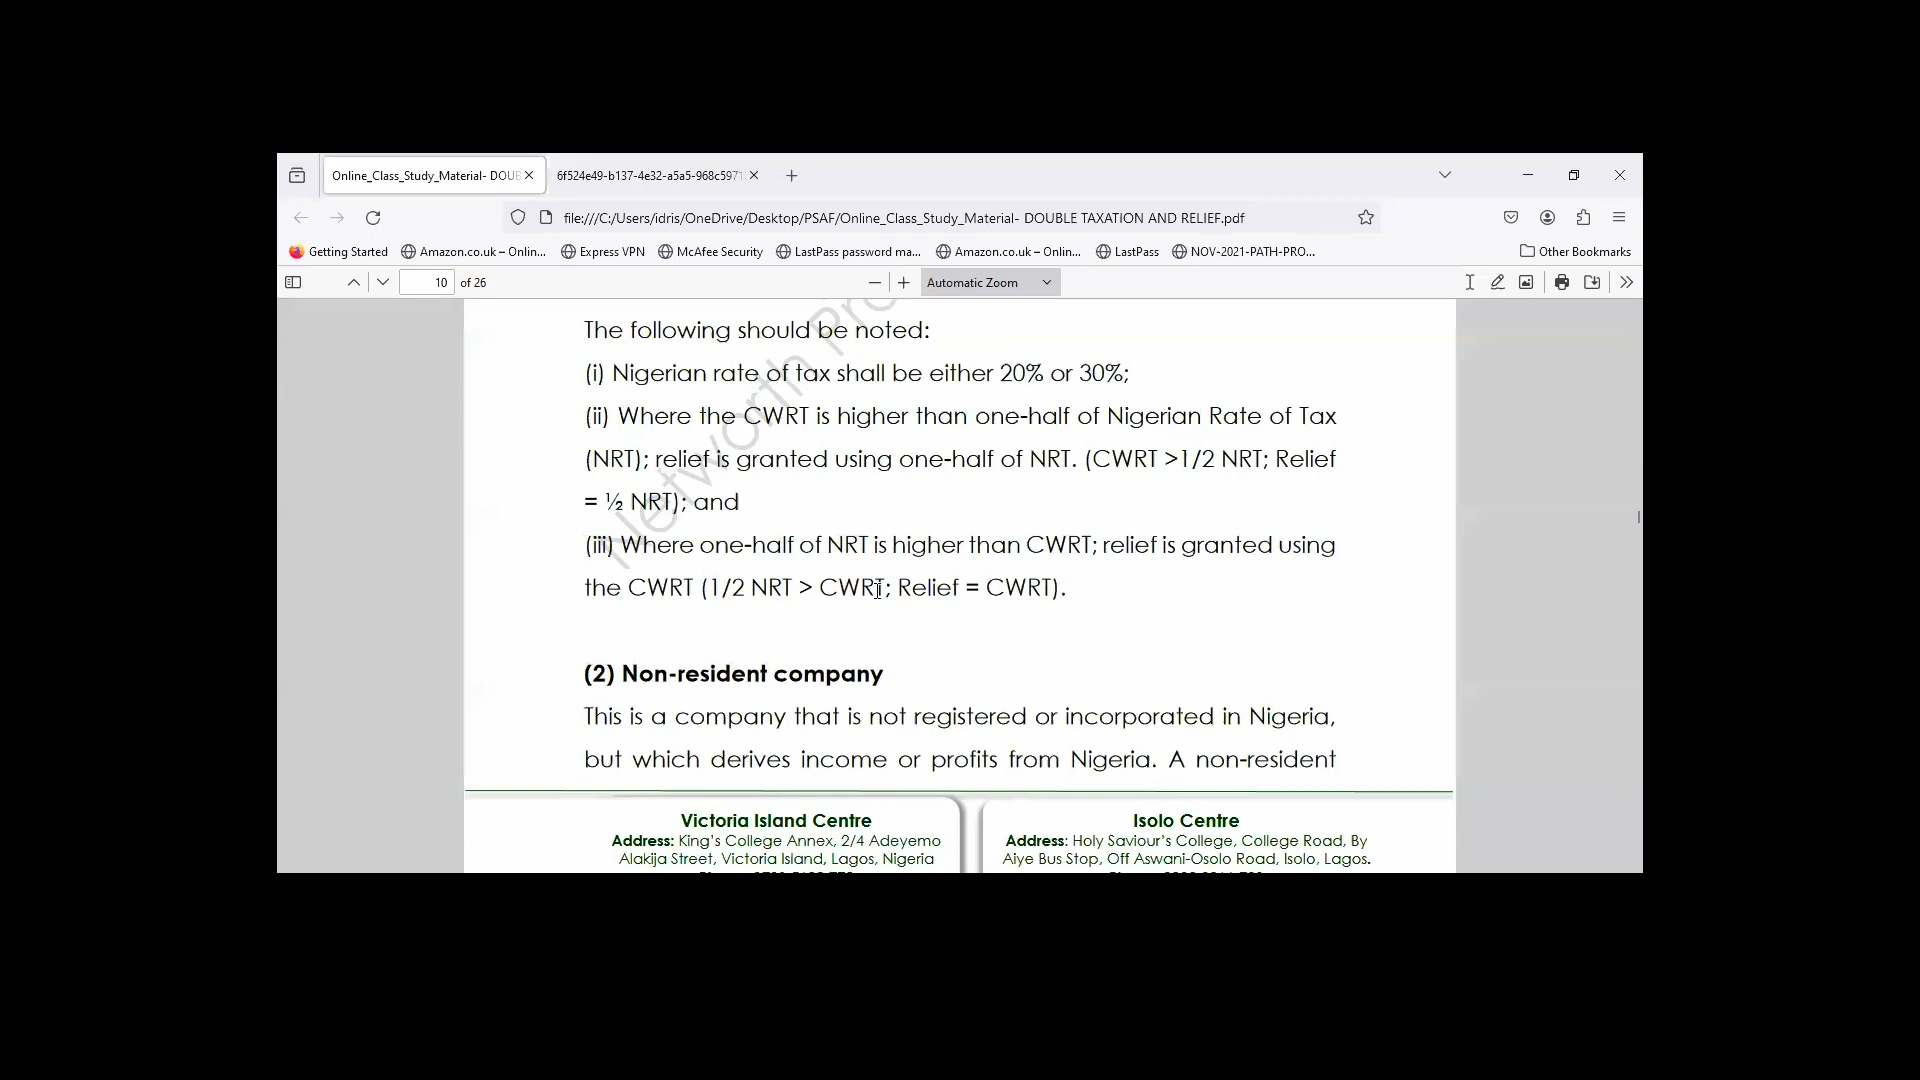 Online_Class_Study_Material- DOUB
6f524e49-b137-4e32-a5a5-968c5971
file:///C:/Users/idris/OneDrive/Desktop/PSAF/Online_Class_Study_Material- DOUBLE TAXATION AND RELIEF.pdf
Getting Started Amazon.co.uk – Onlin... Express VPN McAfee Security LastPass password ma... Amazon.co.uk – Onlin... LastPass NOV-2021-PATH-PRO... Other Bookmarks
10 of 26 Automatic Zoom
Networth Pro
The following should be noted:
(i) Nigerian rate of tax shall be either 20% or 30%;
(ii) Where the CWRT is higher than one-half of Nigerian Rate of Tax
(NRT); relief is granted using one-half of NRT. (CWRT >1/2 NRT; Relief
= ½ NRT); and
(iii) Where one-half of NRT is higher than CWRT; relief is granted using
the CWRT (1/2 NRT > CWRT; Relief = CWRT).
(2) Non-resident company
This is a company that is not registered or incorporated in Nigeria,
but which derives income or profits from Nigeria. A non-resident
Victoria Island Centre
Address: King's College Annex, 2/4 Adeyemo
Alakija Street, Victoria Island, Lagos, Nigeria
Isolo Centre
Address: Holy Saviour's College, College Road, By
Aiye Bus Stop, Off Aswani-Osolo Road, Isolo, Lagos.